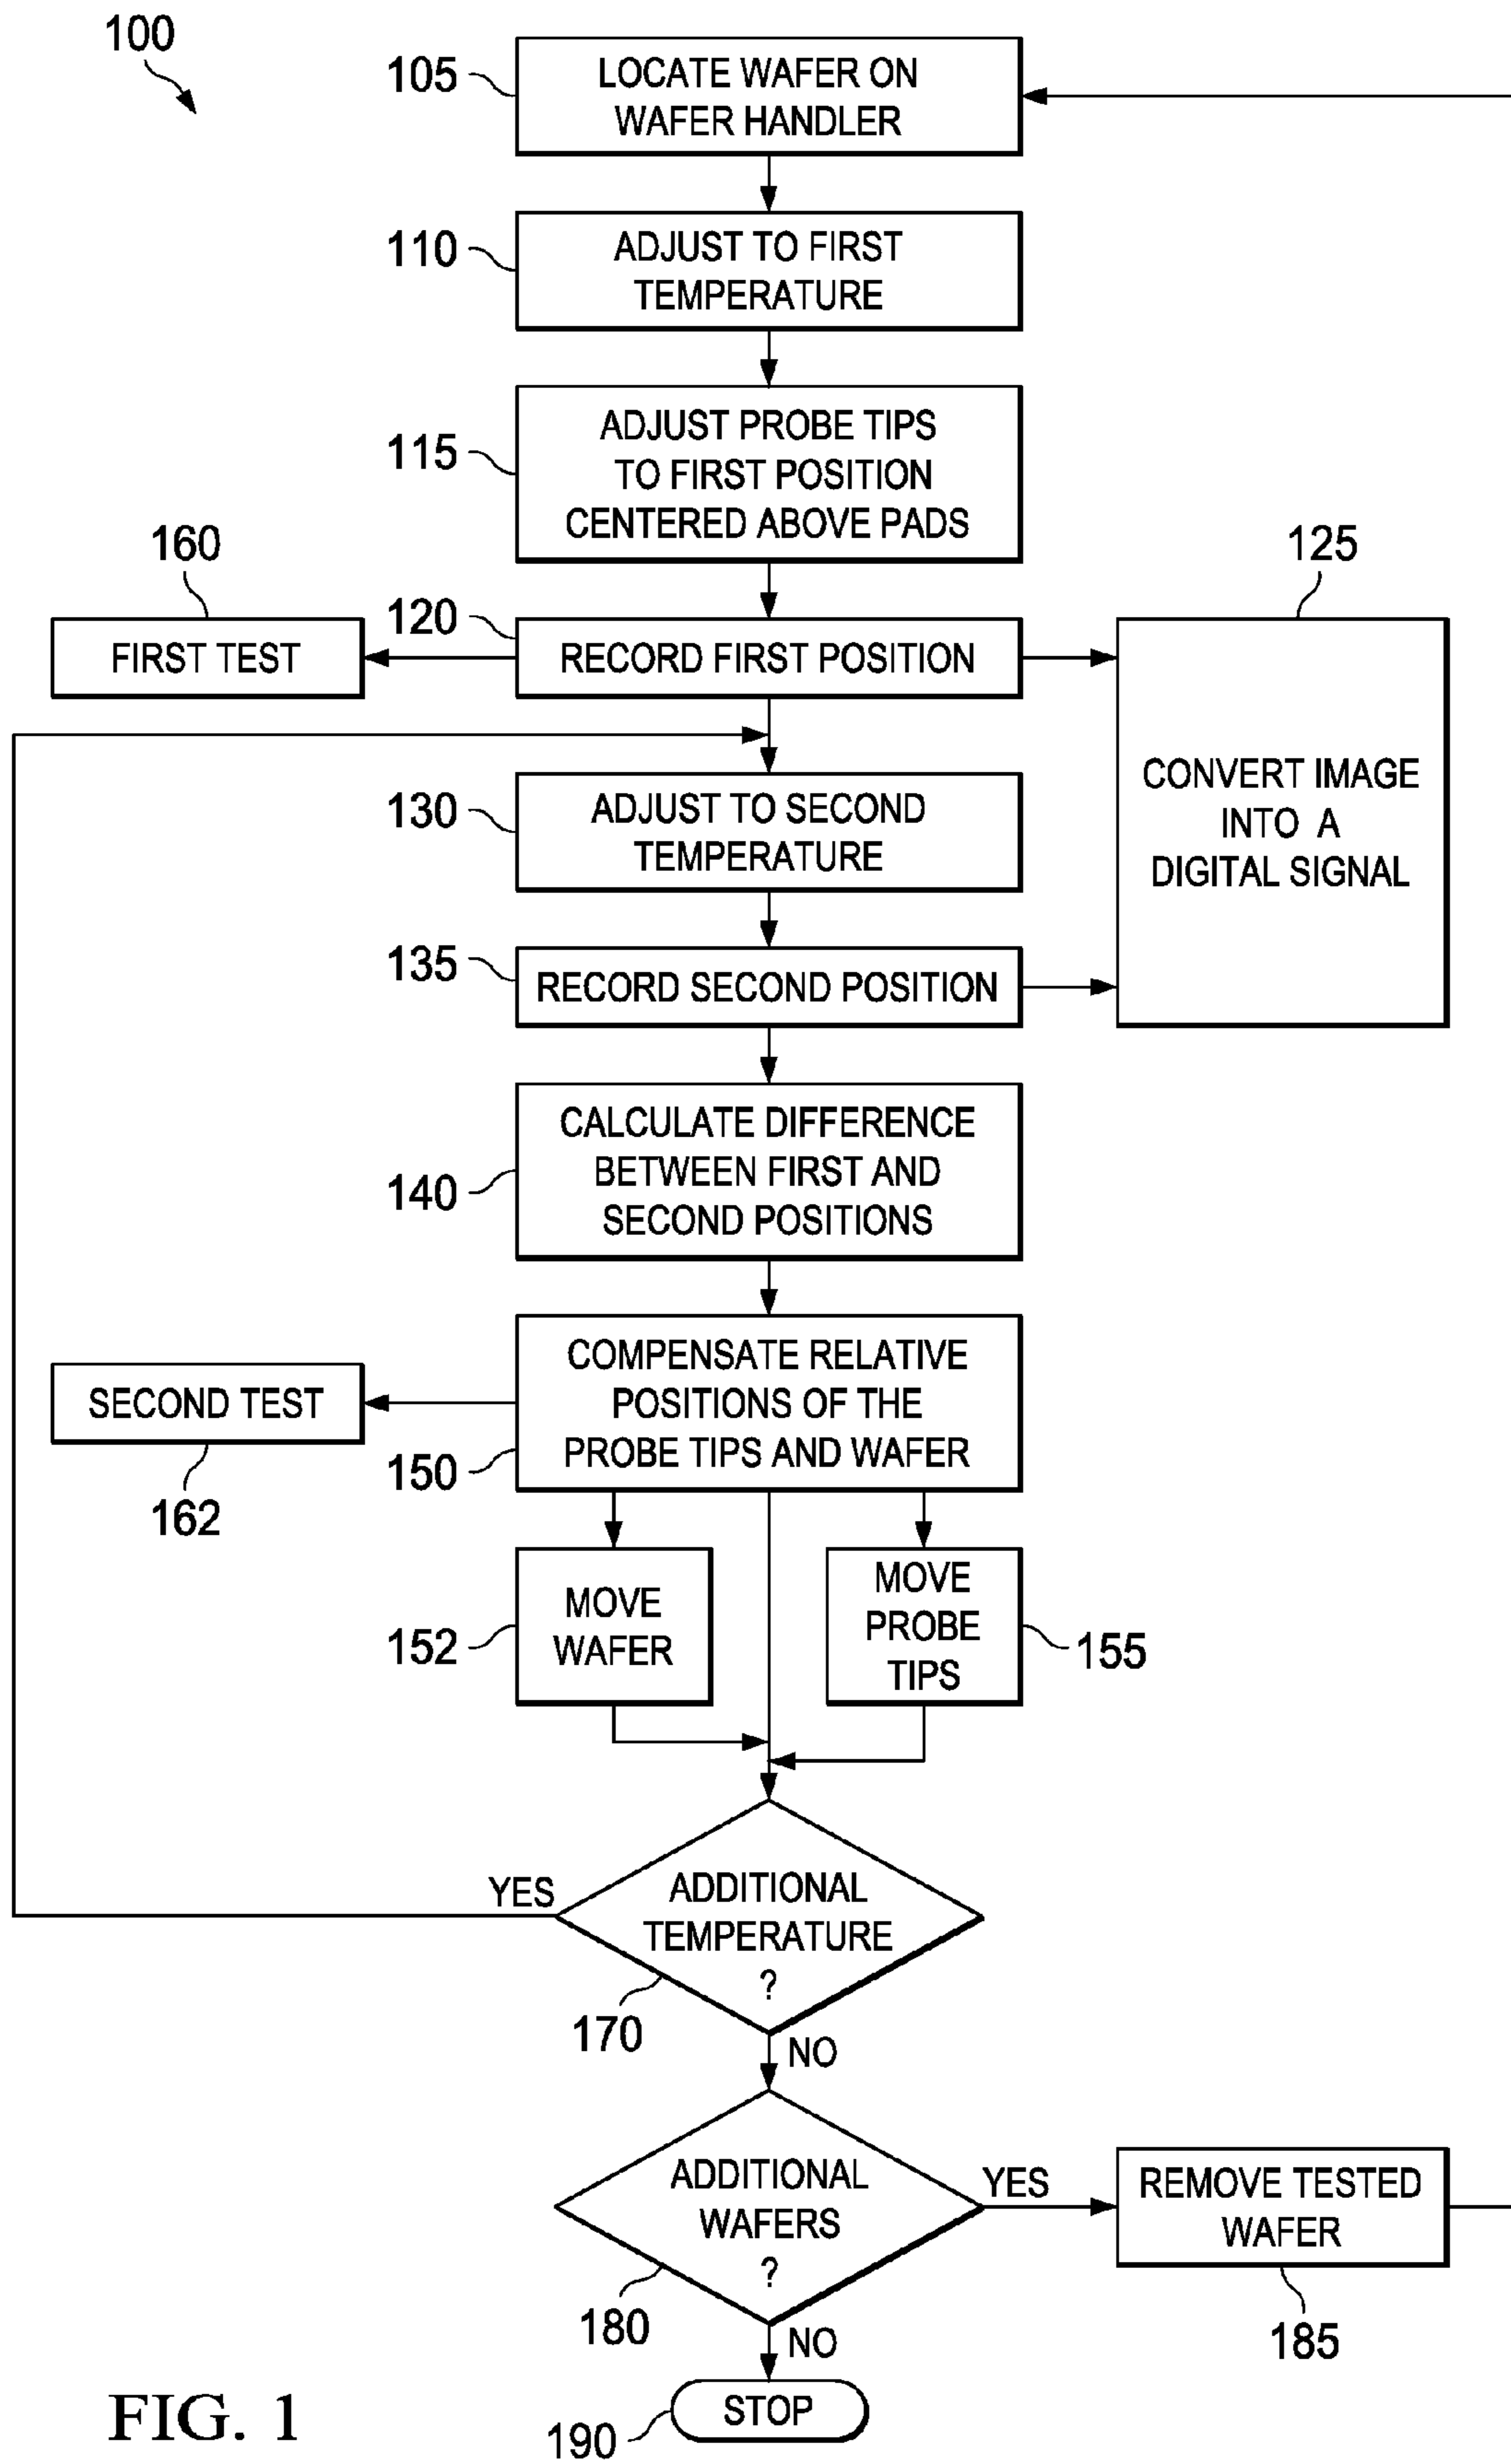 100
105
LOCATE WAFER ON
WAFER HANDLER
110
ADJUST TO FIRST
TEMPERATURE
115
ADJUST PROBE TIPS
TO FIRST POSITION
CENTERED ABOVE PADS
160
FIRST TEST
120
RECORD FIRST POSITION
125
CONVERT IMAGE
INTO A
DIGITAL SIGNAL
130
ADJUST TO SECOND
TEMPERATURE
135
RECORD SECOND POSITION
140
CALCULATE DIFFERENCE
BETWEEN FIRST AND
SECOND POSITIONS
150
COMPENSATE RELATIVE
POSITIONS OF THE
PROBE TIPS AND WAFER
SECOND TEST
162
152
MOVE
WAFER
MOVE
PROBE
TIPS
155
YES
ADDITIONAL
TEMPERATURE
?
170
NO
ADDITIONAL
WAFERS
?
180
YES
REMOVE TESTED
WAFER
185
NO
STOP
190
FIG. 1